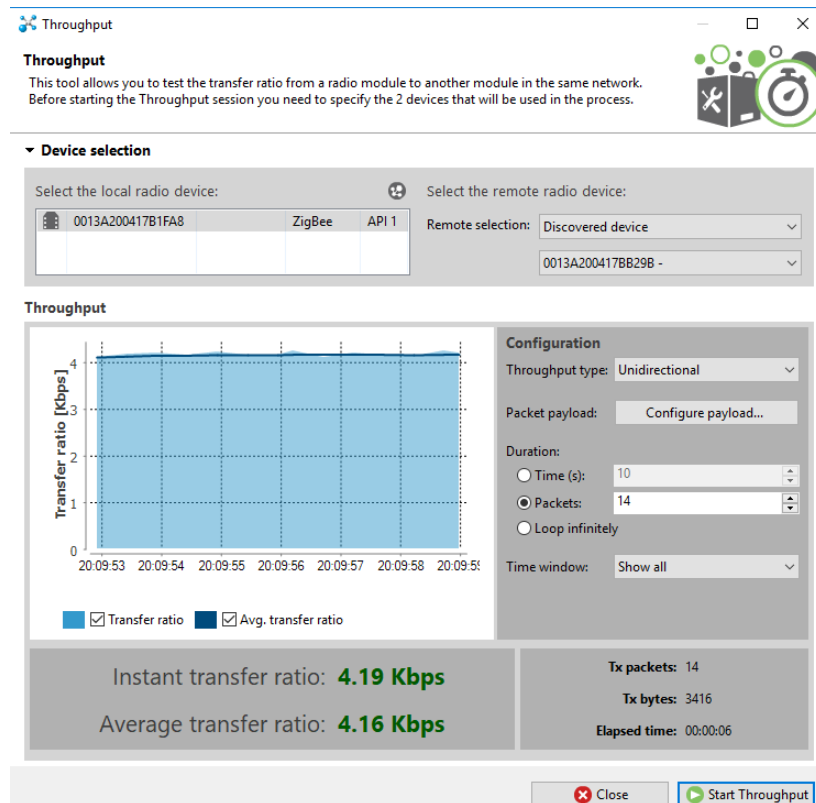 Throughput
Throughput
This tool allows you to test the transfer ratio from a radio module to another module in the same network.
Before starting the Throughput session you need to specify the 2 devices that will be used in the process.
Device selection
Select the local radio device:
0013A200417B1FA8 ZigBee API 1
Select the remote radio device:
Remote selection: Discovered device
0013A200417BB29B -
Throughput
Transfer ratio [Kbps]
4
3
2
1
0
20:09:53 20:09:54 20:09:55 20:09:56 20:09:57 20:09:58 20:09:59
Transfer ratio Avg. transfer ratio
Configuration
Throughput type: Unidirectional
Packet payload: Configure payload...
Duration:
Time (s): 10
Packets: 14
Loop infinitely
Time window: Show all
Instant transfer ratio: 4.19 Kbps
Average transfer ratio: 4.16 Kbps
Tx packets: 14
Tx bytes: 3416
Elapsed time: 00:00:06
Close Start Throughput